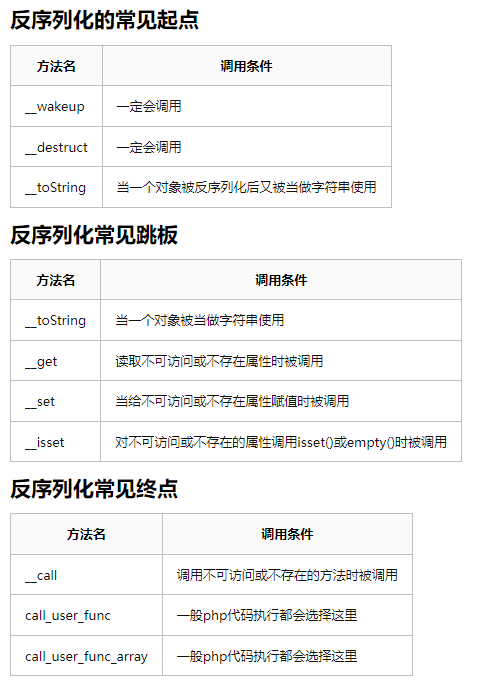 反序列化的常见起点
方法名 调用条件
__wakeup 一定会调用
__destruct 一定会调用
__toString 当一个对象被反序列化后又被当做字符串使用
反序列化常见跳板
方法名 调用条件
__toString 当一个对象被当做字符串使用
__get 读取不可访问或不存在属性时被调用
__set 当给不可访问或不存在属性赋值时被调用
__isset 对不可访问或不存在的属性调用isset()或empty()时被调用
反序列化常见终点
方法名 调用条件
__call 调用不可访问或不存在的方法时被调用
call_user_func 一般php代码执行都会选择这里
call_user_func_array 一般php代码执行都会选择这里